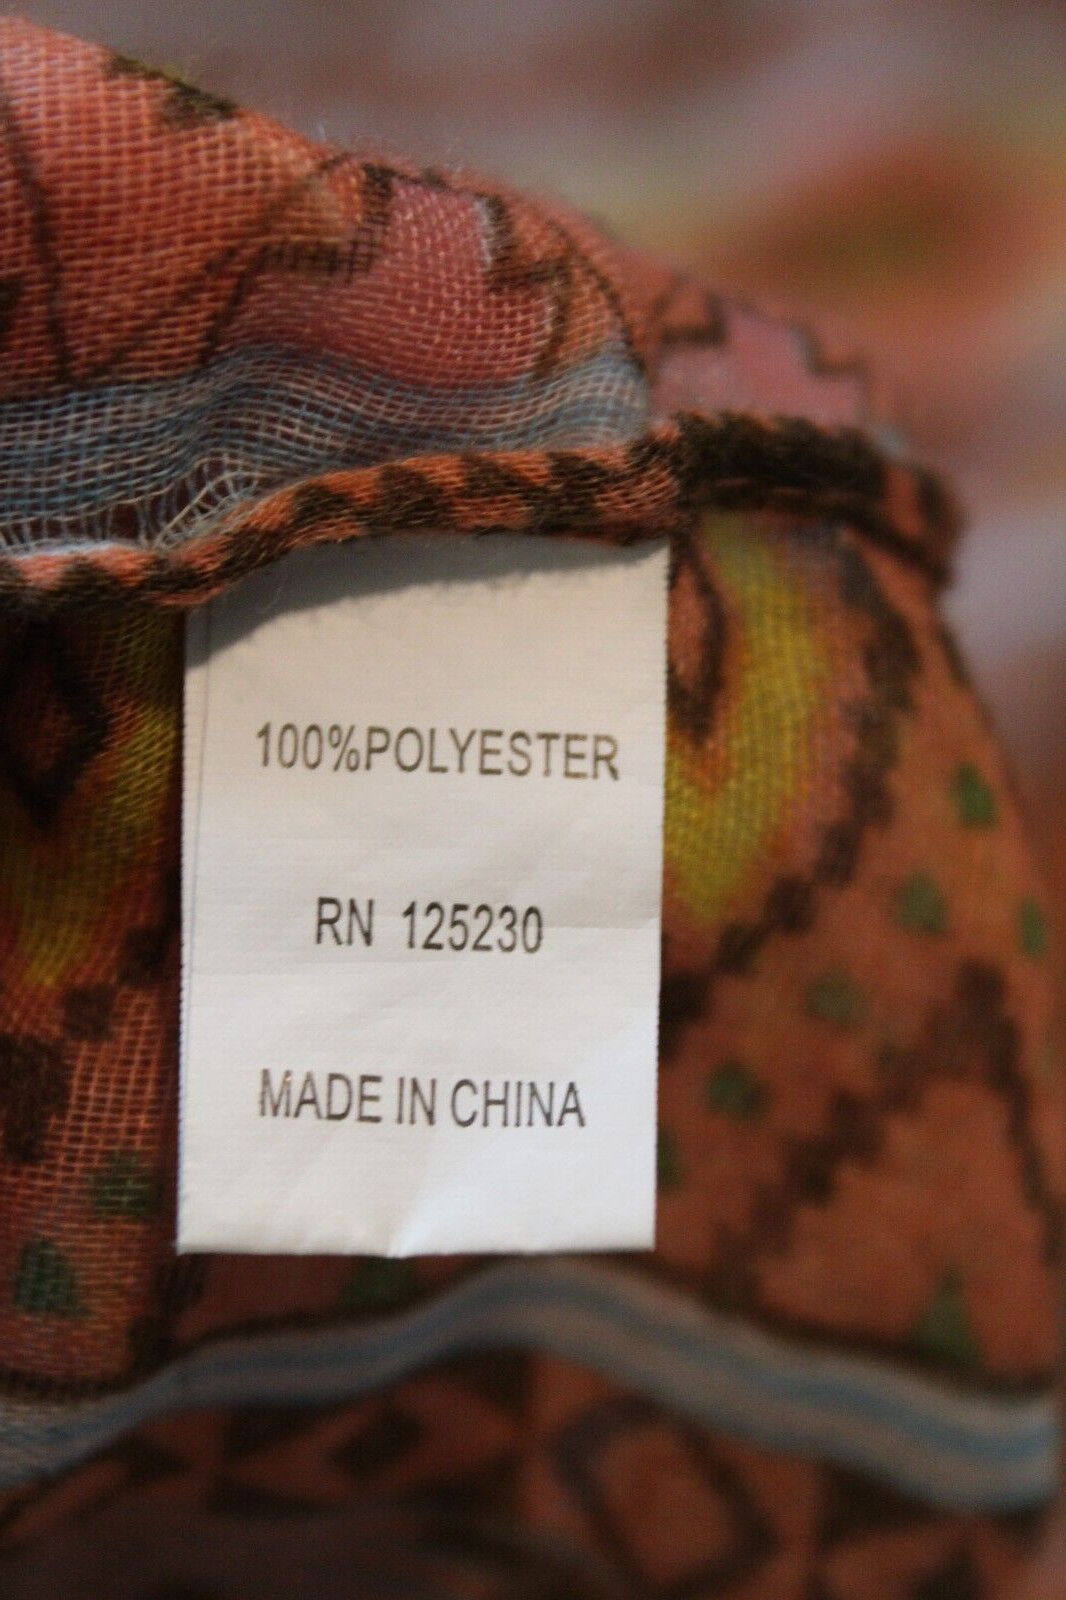 100%POLYESTER
RN 125230
MADE IN CHINA